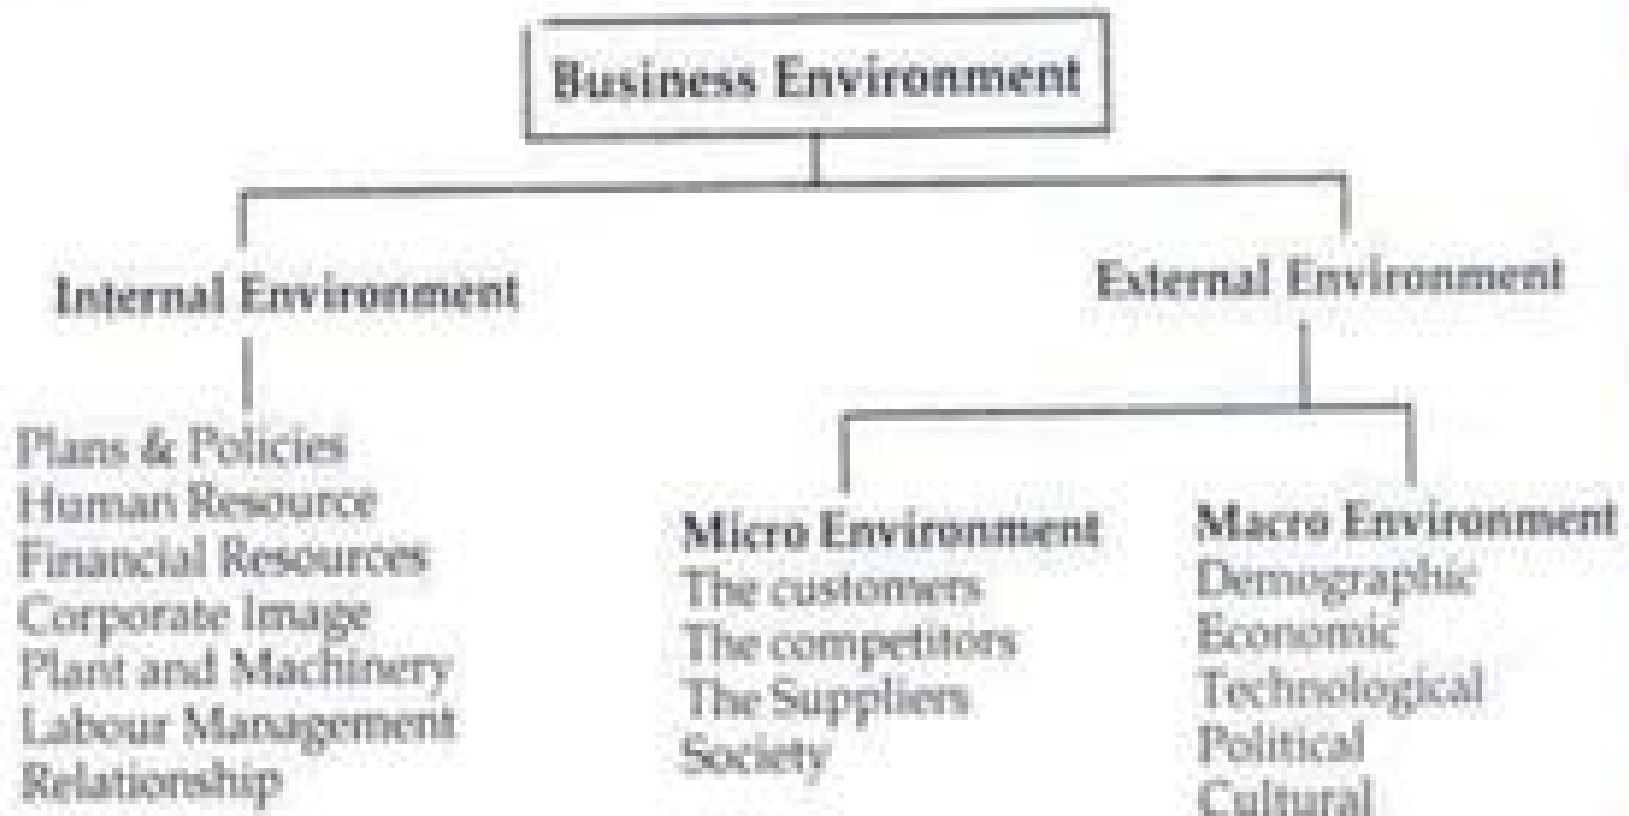 Business Environment
Internal Environment
External Environment
Plans & Policies
Human Resource
Financial Resources
Corporate Image
Plant and Machinery
Labour Management
Relationship
Micro Environment
The customers
The competitors
The Suppliers
Society
Macro Environment
Demographic
Economic
Technological
Political
Cultural